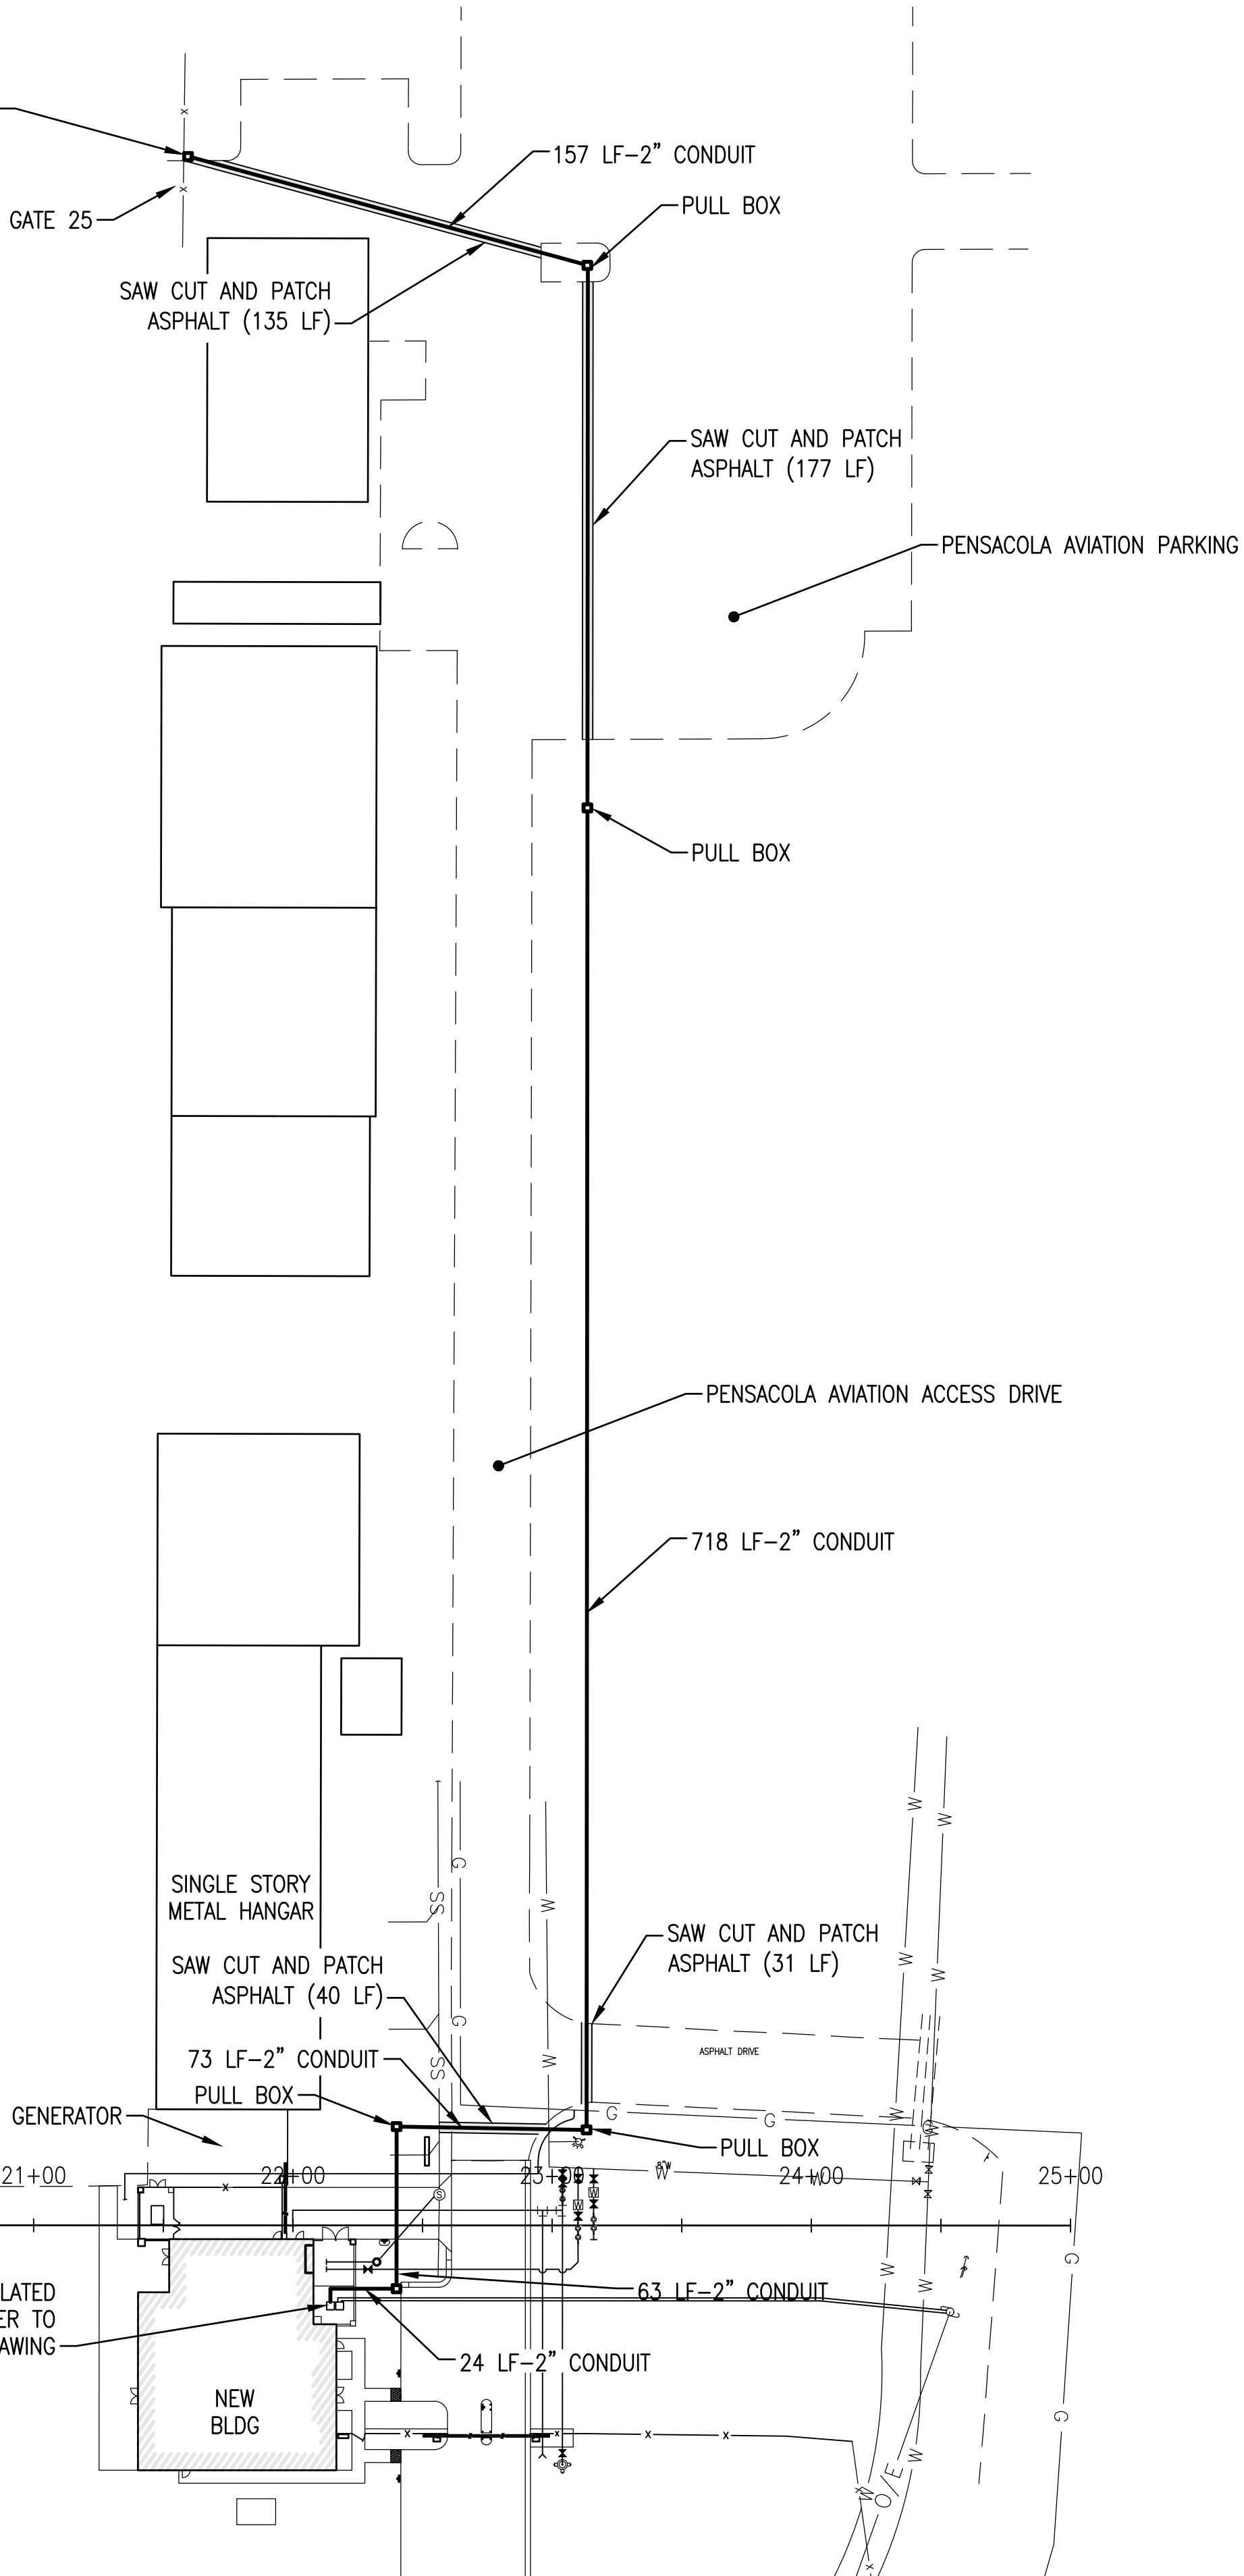 157 LF-2" CONDUIT
PULL BOX
GATE 25
SAW CUT AND PATCH
ASPHALT (135 LF)
SAW CUT AND PATCH
ASPHALT (177 LF)
PENSACOLA AVIATION PARKING
PULL BOX
PENSACOLA AVIATION ACCESS DRIVE
718 LF-2" CONDUIT
SINGLE STORY
METAL HANGAR
SAW CUT AND PATCH
ASPHALT (31 LF)
SAW CUT AND PATCH
ASPHALT (40 LF)
ASPHALT DRIVE
73 LF-2" CONDUIT
PULL BOX
GENERATOR
PULL BOX
21+00
22+00
23+00
24+00
25+00
LATED
ER TO
AWING
63 LF-2" CONDUIT
24 LF-2" CONDUIT
NEW
BLDG
G
G
SS
SS
W
W
W
W
W
W
W
W
G
G
W
W
8"W
W
W
S
W
W
W
W
G
G
W
W
O/E